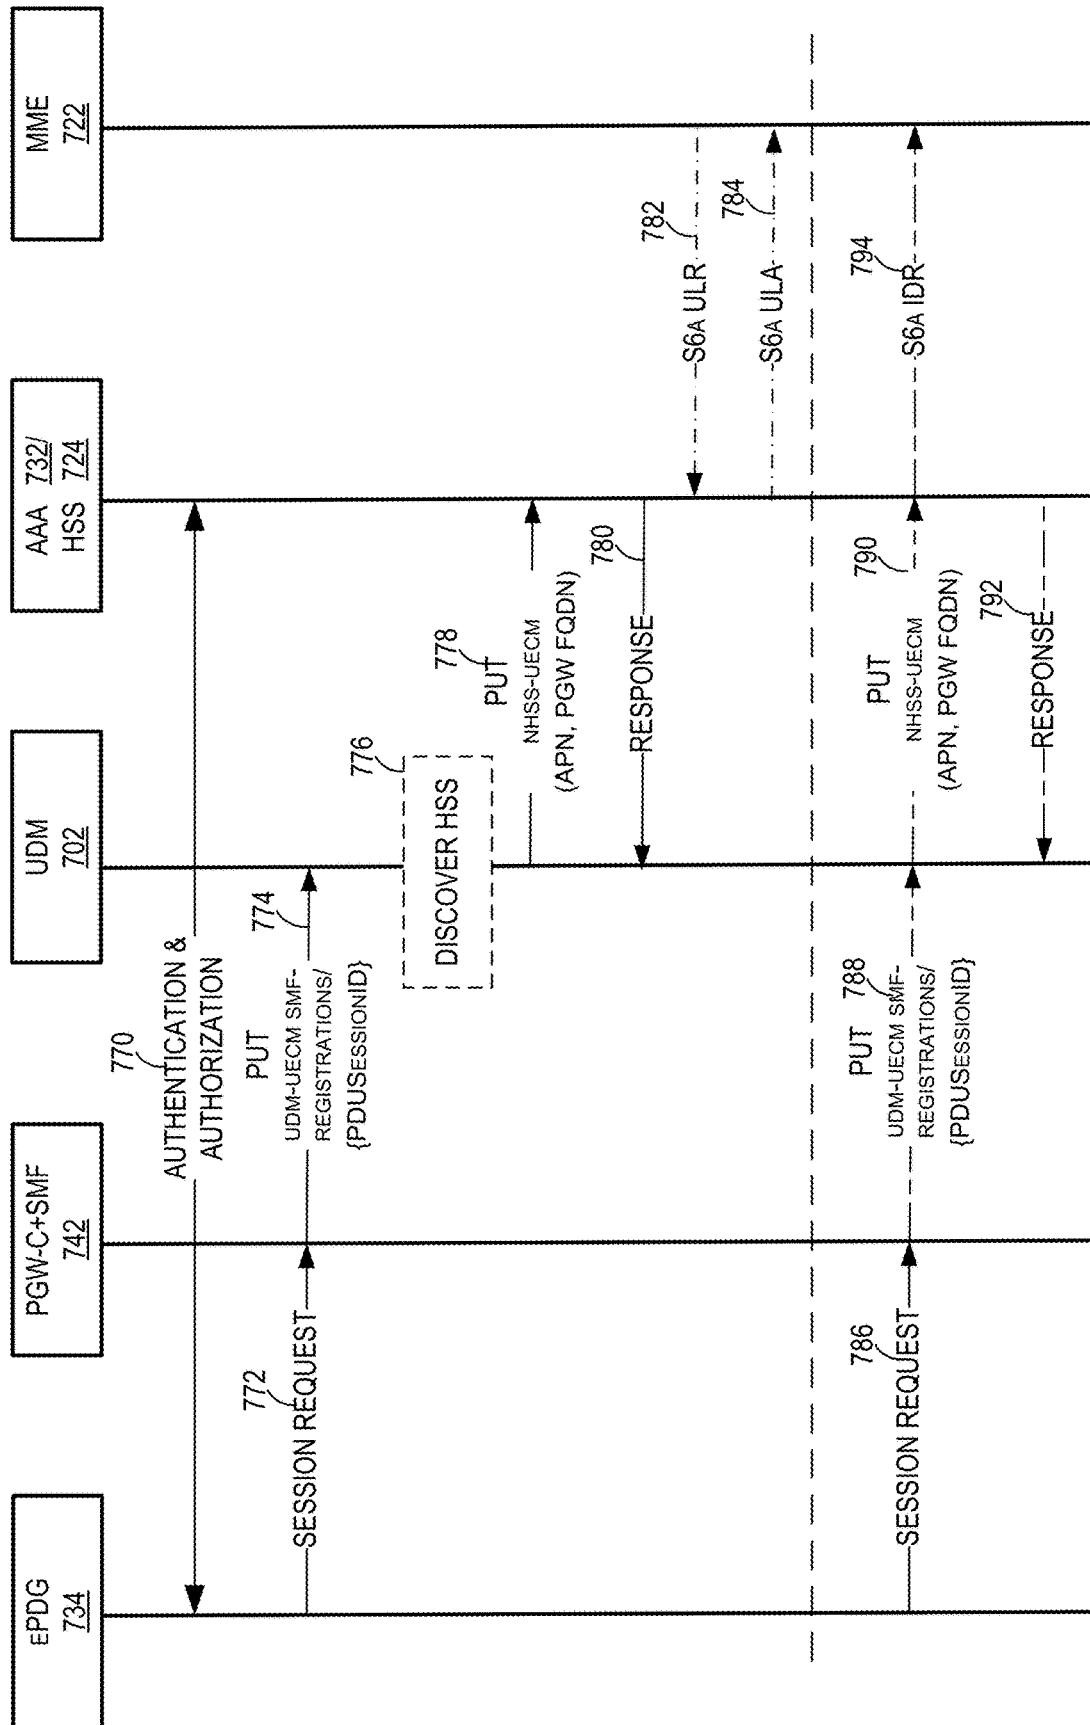 ePDG
734
PGW-C+SMF
742
UDM
702
AAA 732/
HSS 724
MME
722
770
AUTHENTICATION &
AUTHORIZATION
772
SESSION REQUEST
774
PUT
UDM-UECM SMF-
REGISTRATIONS/
{PDUSESSIONID}
776
DISCOVER HSS
778
PUT
NHSS-UECM
(APN, PGW FQDN)
780
RESPONSE
782
S6A ULR
784
S6A ULA
786
SESSION REQUEST
788
PUT
UDM-UECM SMF-
REGISTRATIONS/
{PDUSESSIONID}
790
PUT
NHSS-UECM
(APN, PGW FQDN)
794
S6A IDR
792
RESPONSE